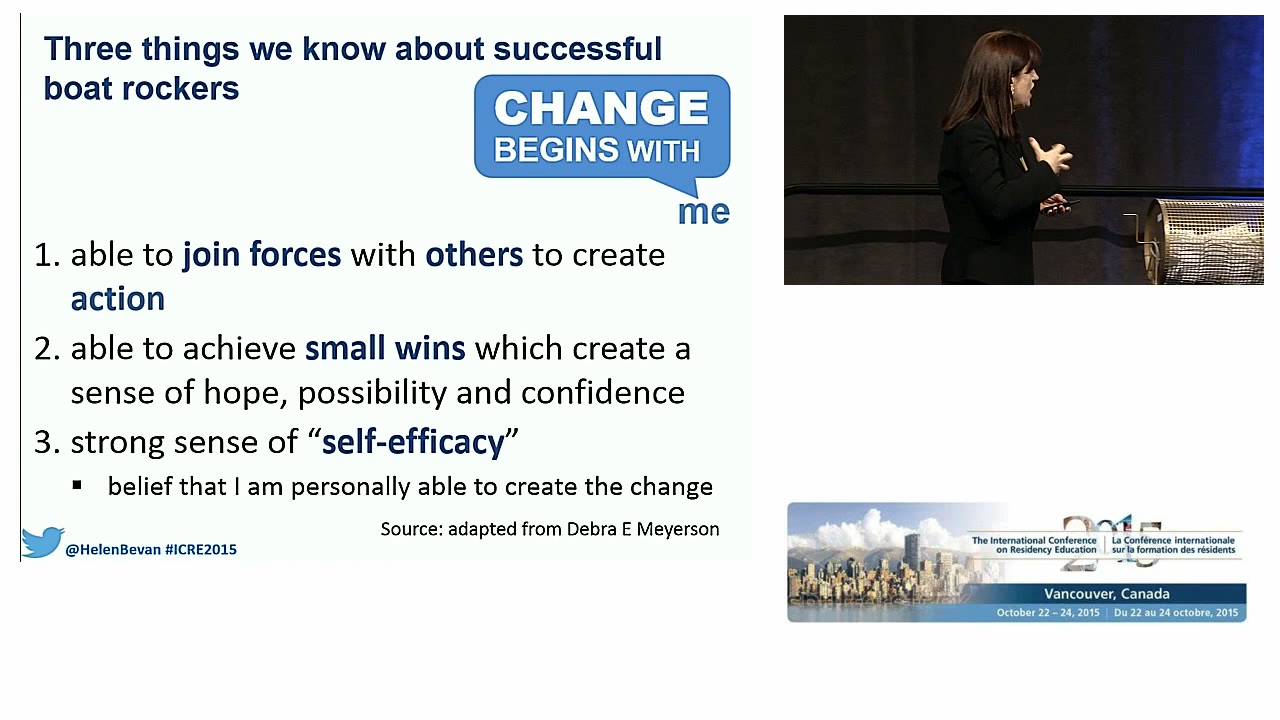 Three things we know about successful
boat rockers
CHANGE
BEGINS WITH
me
1. able to join forces with others to create
action
2. able to achieve small wins which create a
sense of hope, possibility and confidence
3. strong sense of “self-efficacy”
▪ belief that I am personally able to create the change
Source: adapted from Debra E Meyerson
@HelenBevan #ICRE2015
2015
The International Conference
on Residency Education
La Conférence internationale
sur la formation des résidents
Vancouver, Canada
October 22 – 24, 2015 | Du 22 au 24 octobre, 2015